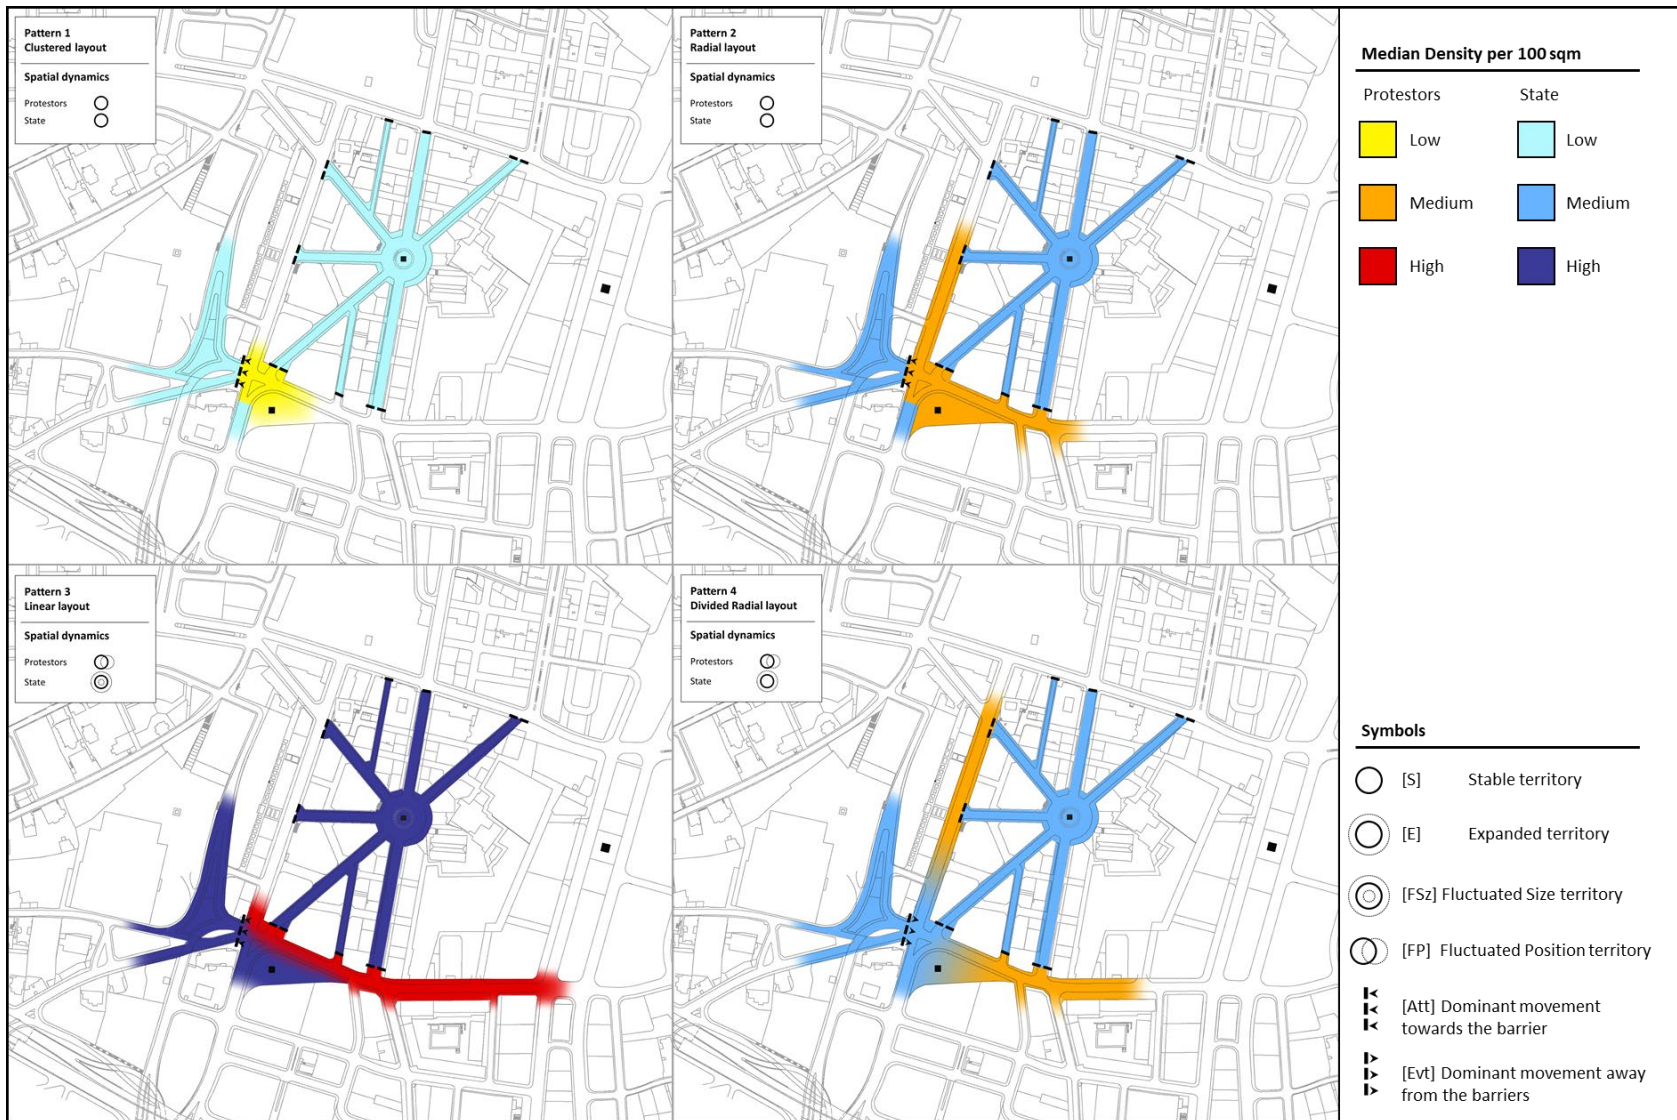 Pattern 1
Clustered layout
Spatial dynamics
Protestors
State
Pattern 2
Radial layout
Spatial dynamics
Protestors
State
Pattern 3
Linear layout
Spatial dynamics
Protestors
State
Pattern 4
Divided Radial layout
Spatial dynamics
Protestors
State
Median Density per 100 sqm
Protestors State
Low Low
Medium Medium
High High
Symbols
[S] Stable territory
[E] Expanded territory
[FSz] Fluctuated Size territory
[FP] Fluctuated Position territory
[Att] Dominant movement
towards the barrier
[Evt] Dominant movement away
from the barriers